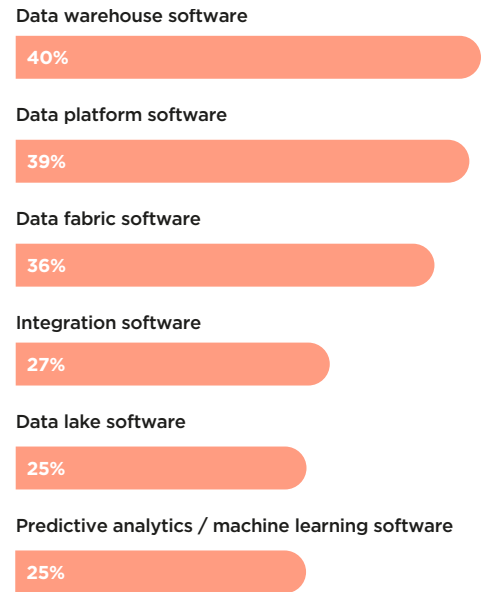 Data warehouse software
40%
Data platform software
39%
Data fabric software
36%
Integration software
27%
Data lake software
25%
Predictive analytics / machine learning software
25%